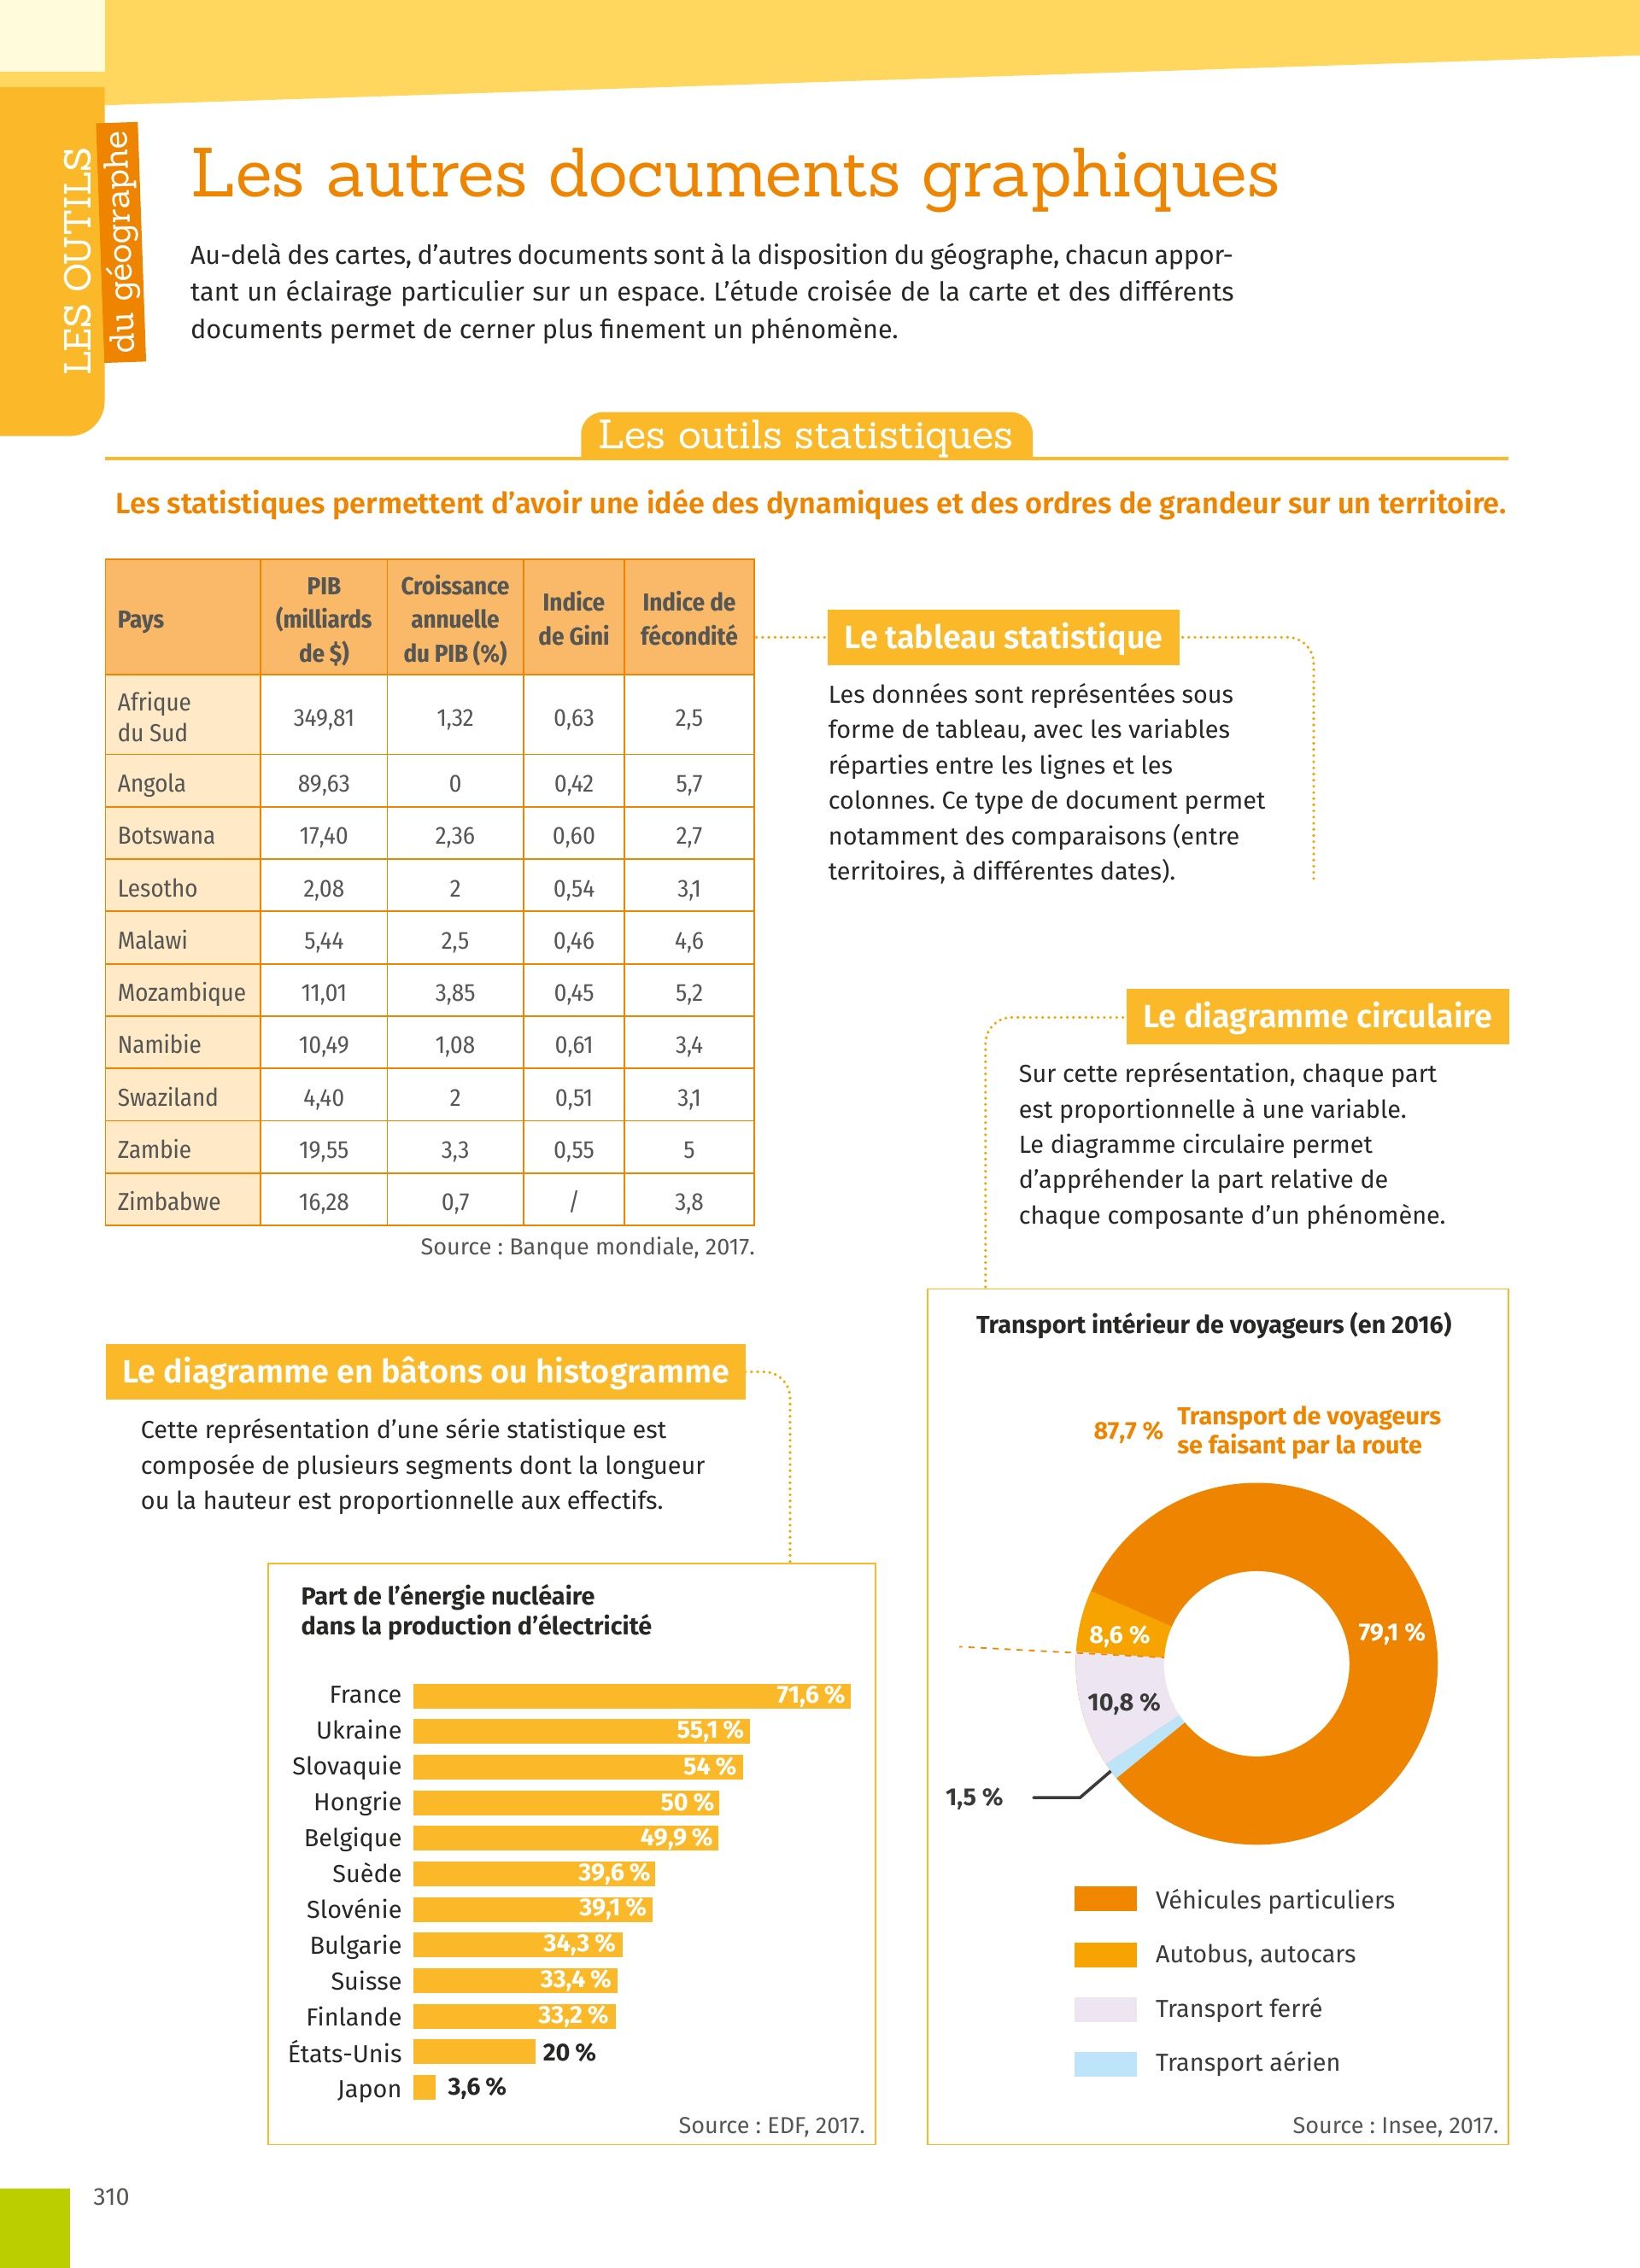 LES OUTILS
du géographe
Les autres documents graphiques
Au-delà des cartes, d’autres documents sont à la disposition du géographe, chacun appor-
tant un éclairage particulier sur un espace. L’étude croisée de la carte et des différents
documents permet de cerner plus finement un phénomène.
Les outils statistiques
Les statistiques permettent d’avoir une idée des dynamiques et des ordres de grandeur sur un territoire.
Pays PIB (milliards de $) Croissance annuelle du PIB (%) Indice de Gini Indice de fécondité
Afrique du Sud 349,81 1,32 0,63 2,5
Angola 89,63 0 0,42 5,7
Botswana 17,40 2,36 0,60 2,7
Lesotho 2,08 2 0,54 3,1
Malawi 5,44 2,5 0,46 4,6
Mozambique 11,01 3,85 0,45 5,2
Namibie 10,49 1,08 0,61 3,4
Swaziland 4,40 2 0,51 3,1
Zambie 19,55 3,3 0,55 5
Zimbabwe 16,28 0,7 / 3,8
Source : Banque mondiale, 2017.
Le tableau statistique
Les données sont représentées sous
forme de tableau, avec les variables
réparties entre les lignes et les
colonnes. Ce type de document permet
notamment des comparaisons (entre
territoires, à différentes dates).
Le diagramme circulaire
Sur cette représentation, chaque part
est proportionnelle à une variable.
Le diagramme circulaire permet
d’appréhender la part relative de
chaque composante d’un phénomène.
Le diagramme en bâtons ou histogramme
Cette représentation d’une série statistique est
composée de plusieurs segments dont la longueur
ou la hauteur est proportionnelle aux effectifs.
Part de l’énergie nucléaire
dans la production d’électricité
France 71,6 %
Ukraine 55,1 %
Slovaquie 54 %
Hongrie 50 %
Belgique 49,9 %
Suède 39,6 %
Slovénie 39,1 %
Bulgarie 34,3 %
Suisse 33,4 %
Finlande 33,2 %
États-Unis 20 %
Japon 3,6 %
Source : EDF, 2017.
Transport intérieur de voyageurs (en 2016)
87,7 % Transport de voyageurs
se faisant par la route
8,6 %
79,1 %
10,8 %
1,5 %
Véhicules particuliers
Autobus, autocars
Transport ferré
Transport aérien
Source : Insee, 2017.
310